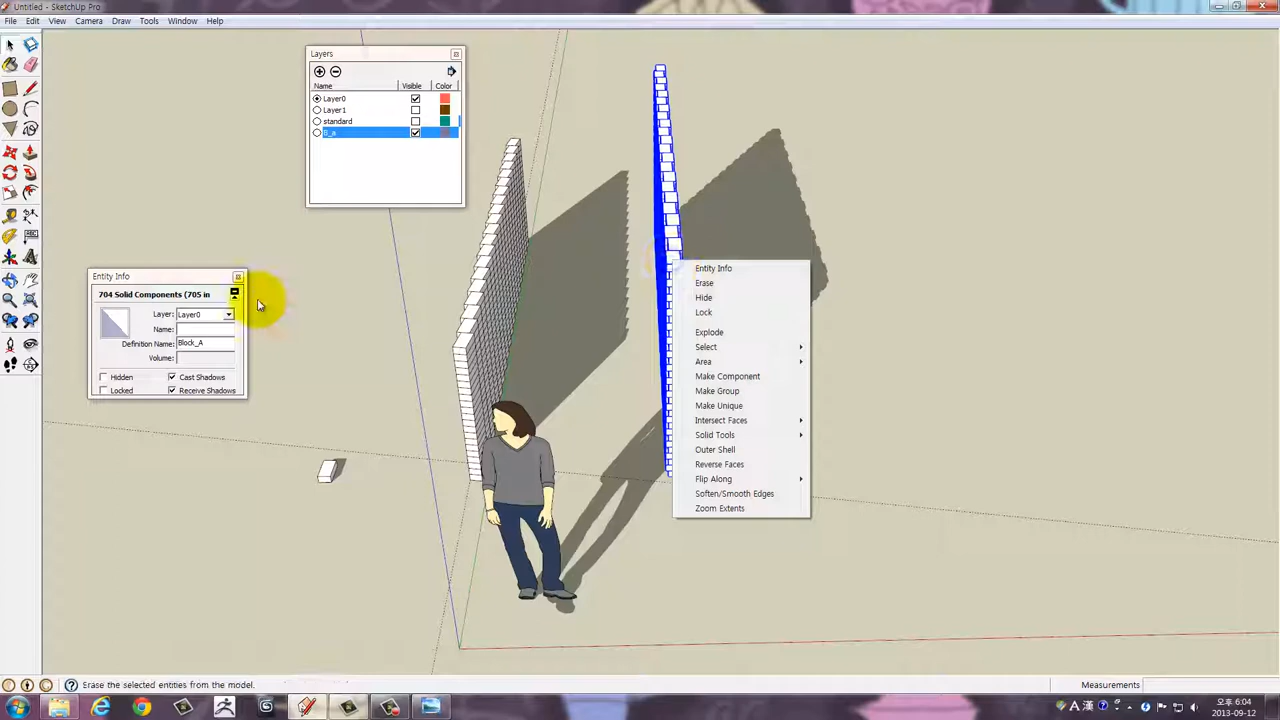 Untitled - SketchUp Pro
File Edit View Camera Draw Tools Window Help
Layers
Name Visible Color
Layer0
Layer1
standard
B_a
Entity Info
704 Solid Components (705 in
Layer: Layer0
Name:
Definition Name: Block_A
Volume:
Hidden Cast Shadows
Locked Receive Shadows
Entity Info
Erase
Hide
Lock
Explode
Select
Area
Make Component
Make Group
Make Unique
Intersect Faces
Solid Tools
Outer Shell
Reverse Faces
Flip Along
Soften/Smooth Edges
Zoom Extents
Erase the selected entities from the model.
Measurements
A 漢
오후 6:04
2013-09-12